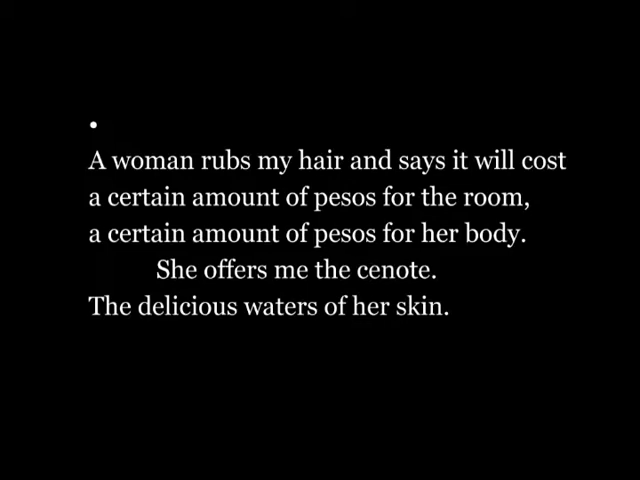 •
A woman rubs my hair and says it will cost
a certain amount of pesos for the room,
a certain amount of pesos for her body.
She offers me the cenote.
The delicious waters of her skin.